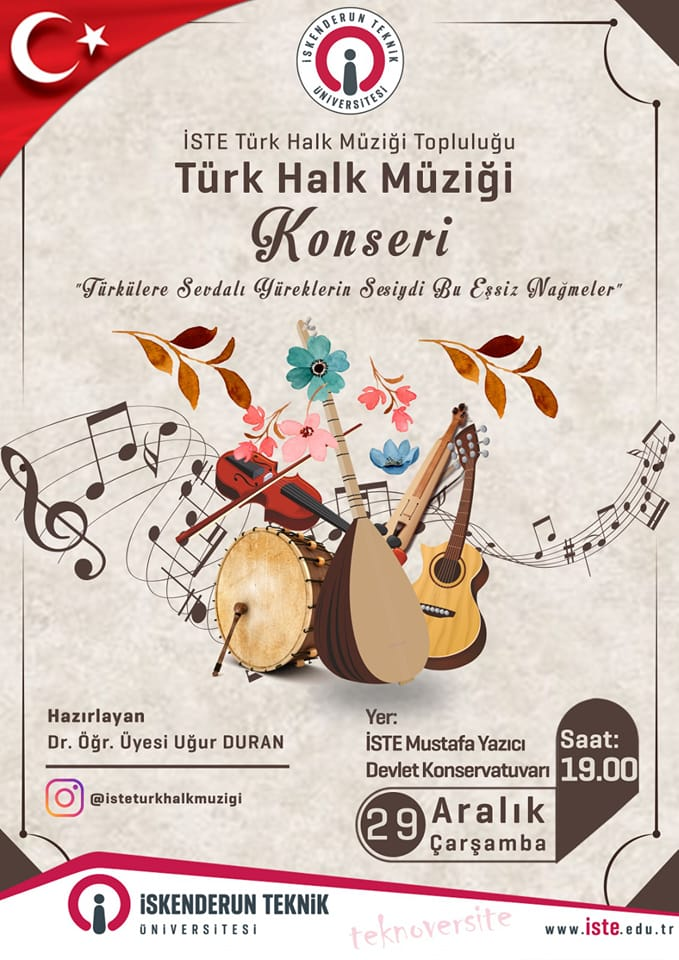 İSKENDERUN TEKNİK
ÜNİVERSİTESİ
İSTE Türk Halk Müziği Topluluğu
Türk Halk Müziği
Konseri
"Türkülere Sevdalı Yüreklerin Sesiydi Bu Eşsiz Nağmeler"
Hazırlayan
Dr. Öğr. Üyesi Uğur DURAN
@isteturkhalkmuzigi
Yer:
İSTE Mustafa Yazıcı
Devlet Konservatuvarı
Saat:
19.00
29 Aralık
Çarşamba
İSKENDERUN TEKNİK
ÜNİVERSİTESİ
teknoversite
www.iste.edu.tr